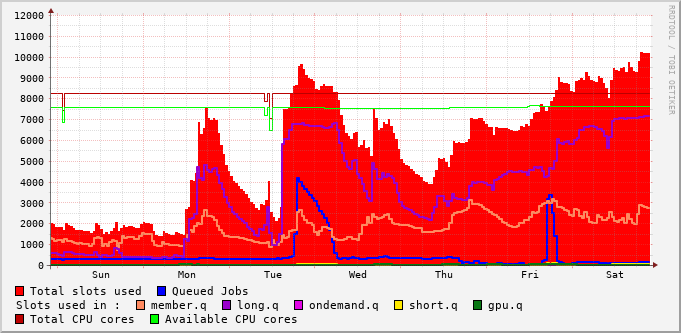 RRDTOOL / TOBI OETIKER
12000
11000
10000
9000
8000
7000
6000
5000
4000
3000
2000
1000
0
Sun Mon Tue Wed Thu Fri Sat
Total slots used Queued Jobs
Slots used in : member.q long.q ondemand.q short.q gpu.q
Total CPU cores Available CPU cores